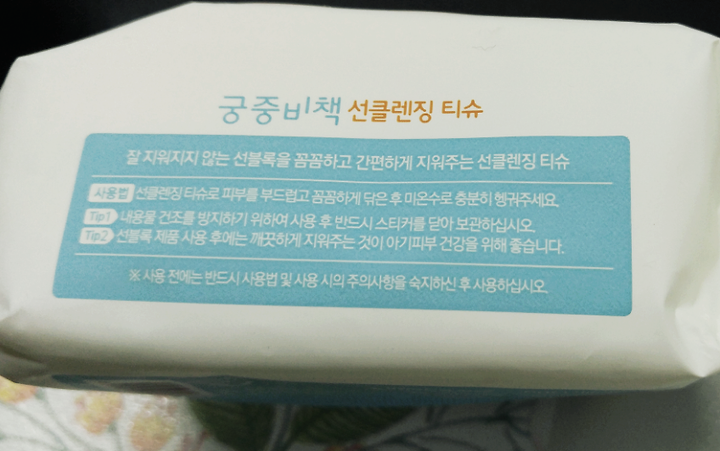 궁중비책 선클렌징 티슈
잘 지워지지 않는 선블록을 꼼꼼하고 간편하게 지워주는 선클렌징 티슈
사용법 선클렌징 티슈로 피부를 부드럽고 꼼꼼하게 닦은 후 미온수로 충분히 헹궈주세요.
Tip1 내용물 건조를 방지하기 위하여 사용 후 반드시 스티커를 닫아 보관하십시오.
Tip2 선블록 제품 사용 후에는 깨끗하게 지워주는 것이 아기피부 건강을 위해 좋습니다.
※ 사용 전에는 반드시 사용법 및 사용 시의 주의사항을 숙지하신 후 사용하십시오.